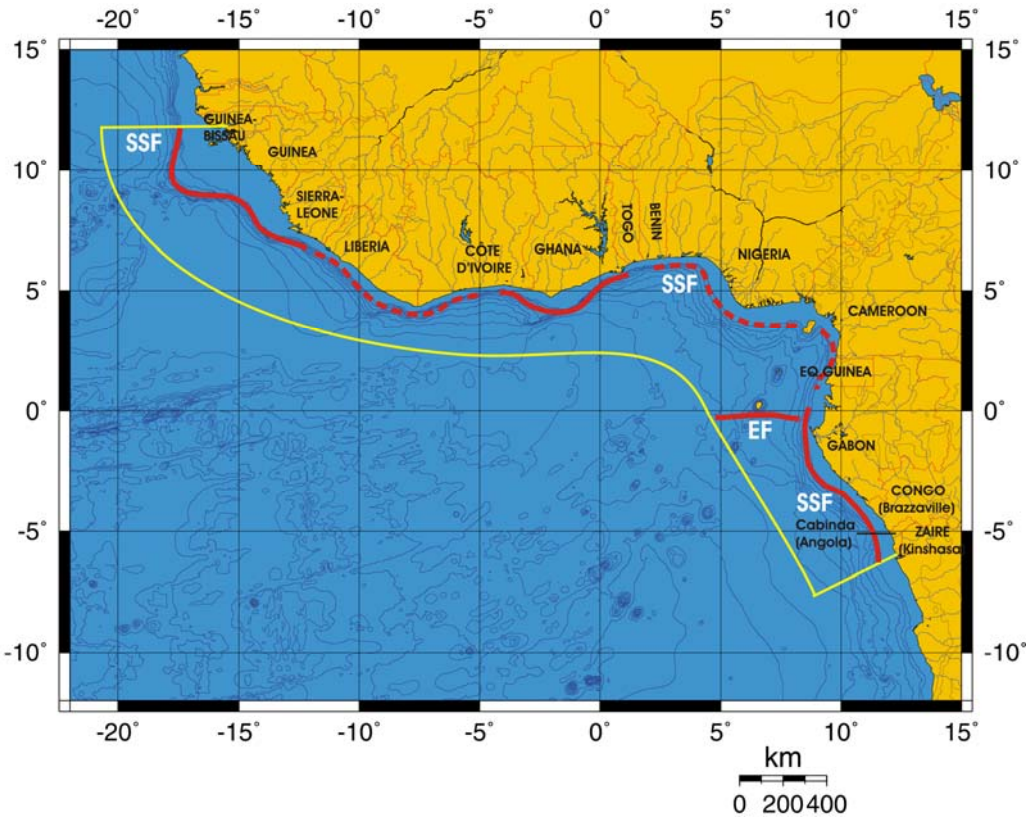 -20° -15° -10° -5° 0° 5° 10° 15°
15° 15°
GUINEA-
BISSAU
SSF
GUINEA
10° 10°
SIERRA-
LEONE
TOGO
BENIN
LIBERIA
CÔTE
D'IVOIRE
GHANA
NIGERIA
SSF
5° 5°
CAMEROON
EQ.GUINEA
0° 0°
EF
GABON
CONGO
(Brazzaville)
SSF
Cabinda
(Angola)
ZAIRE
(Kinshasa
-5° -5°
-10° -10°
-20° -15° -10° -5° 0° 5° 10° 15°
km
0 200 400